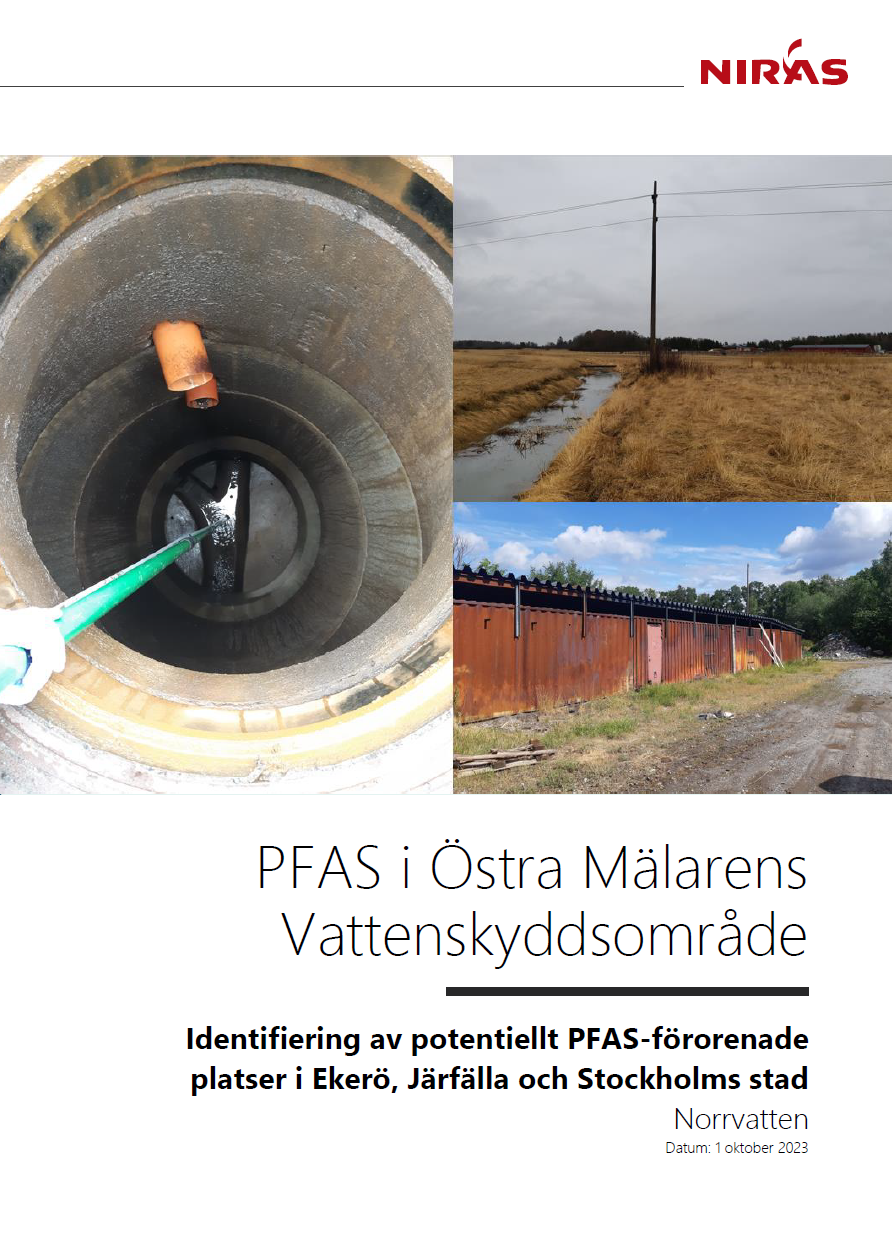 NIRAS
PFAS i Östra Mälarens
Vattenskyddsområde
Identifiering av potentiellt PFAS-förorenade
platser i Ekerö, Järfälla och Stockholms stad
Norrvatten
Datum: 1 oktober 2023